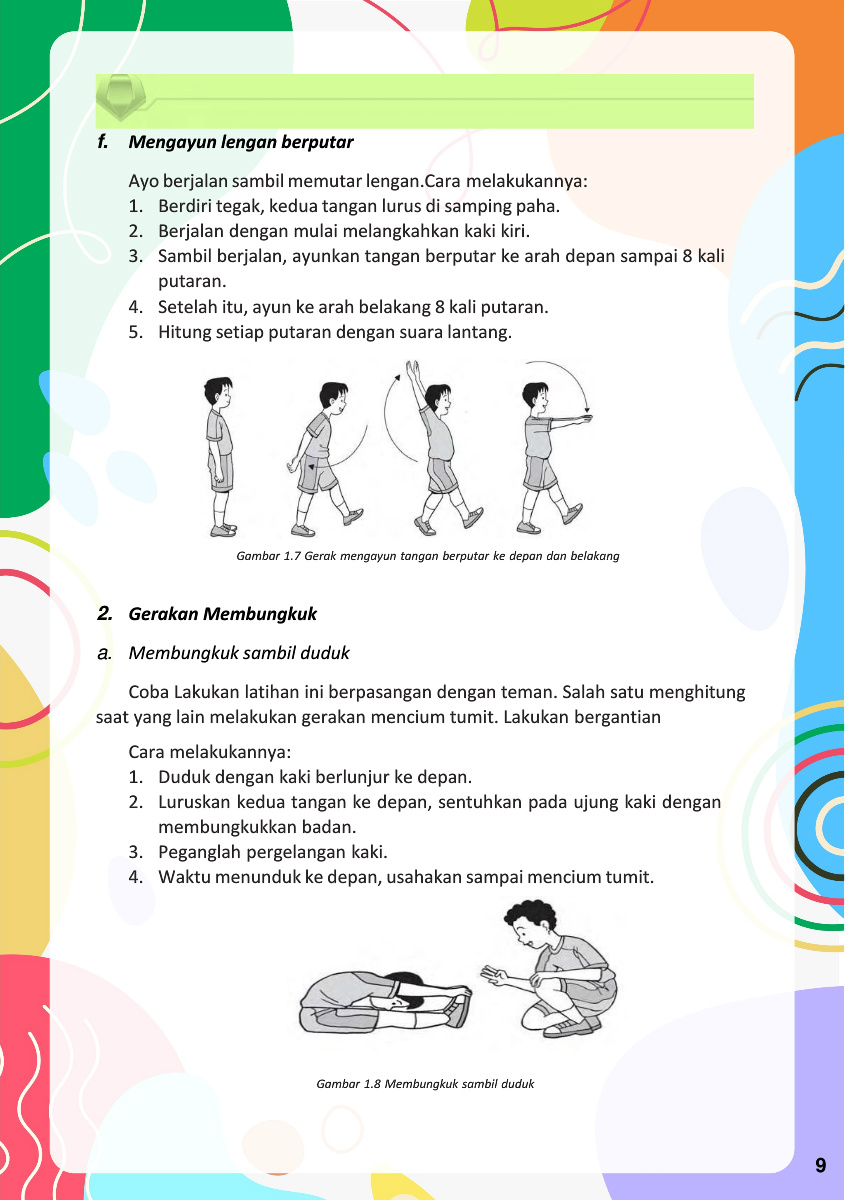 f. Mengayun lengan berputar
Ayo berjalan sambil memutar lengan.Cara melakukannya:
1. Berdiri tegak, kedua tangan lurus di samping paha.
2. Berjalan dengan mulai melangkahkan kaki kiri.
3. Sambil berjalan, ayunkan tangan berputar ke arah depan sampai 8 kali
putaran.
4. Setelah itu, ayun ke arah belakang 8 kali putaran.
5. Hitung setiap putaran dengan suara lantang.
Gambar 1.7 Gerak mengayun tangan berputar ke depan dan belakang
2. Gerakan Membungkuk
a. Membungkuk sambil duduk
Coba Lakukan latihan ini berpasangan dengan teman. Salah satu menghitung
saat yang lain melakukan gerakan mencium tumit. Lakukan bergantian
Cara melakukannya:
1. Duduk dengan kaki berlunjur ke depan.
2. Luruskan kedua tangan ke depan, sentuhkan pada ujung kaki dengan
membungkukkan badan.
3. Peganglah pergelangan kaki.
4. Waktu menunduk ke depan, usahakan sampai mencium tumit.
Gambar 1.8 Membungkuk sambil duduk
9